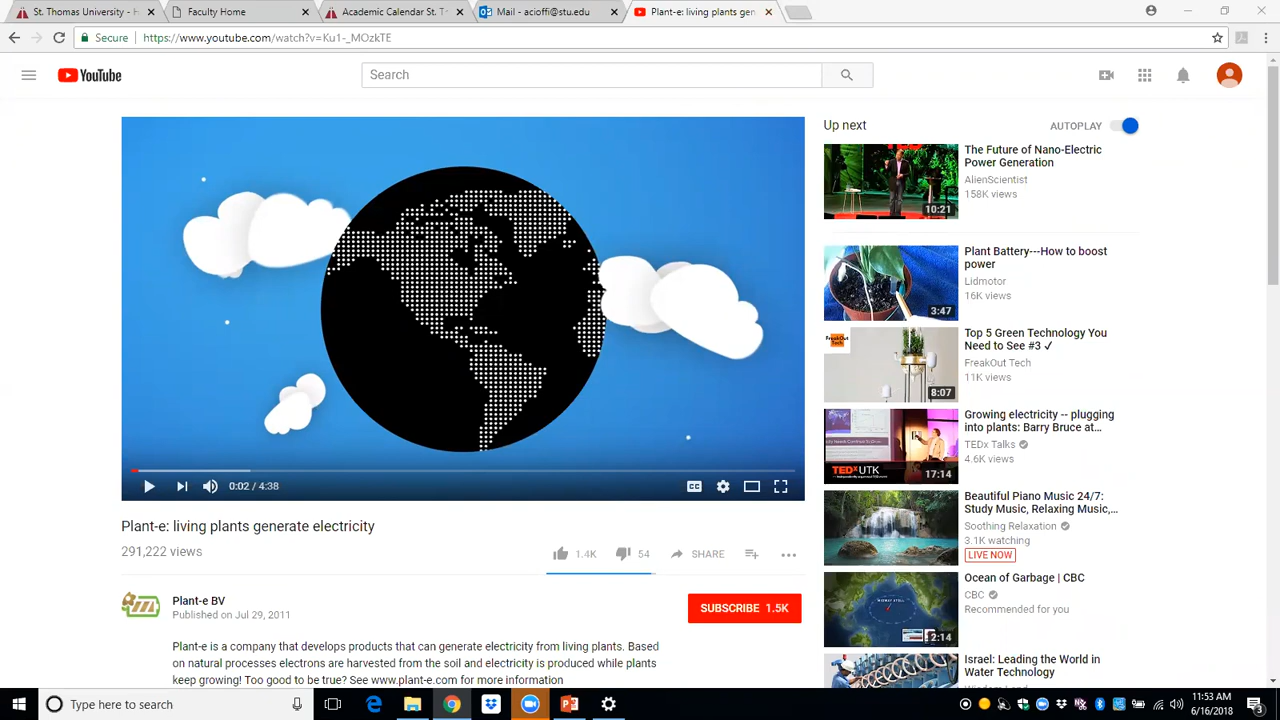 St. Thomas University - H
Faculty Home
Academic Calendar St. T
Mail - acioff@stu.edu
Plant-e: living plants gen
Secure
https://www.youtube.com/watch?v=Ku1-_MOzkTE
YouTube
Search
Up next
AUTOPLAY
The Future of Nano-Electric
Power Generation
AlienScientist
158K views
10:21
Plant Battery---How to boost
power
Lidmotor
16K views
3:47
Top 5 Green Technology You
Need to See #3 ✓
FreakOut Tech
11K views
FreakOut
Tech
8:07
Growing electricity -- plugging
into plants: Barry Bruce at...
TEDx Talks
4.6K views
TEDxUTK
17:14
Beautiful Piano Music 24/7:
Study Music, Relaxing Music,...
Soothing Relaxation
3.1K watching
LIVE NOW
Ocean of Garbage | CBC
CBC
Recommended for you
2:14
Israel: Leading the World in
Water Technology
0:02 / 4:38
CC
Plant-e: living plants generate electricity
291,222 views
1.4K
54
SHARE
Plant-e BV
Published on Jul 29, 2011
SUBSCRIBE 1.5K
Plant-e is a company that develops products that can generate electricity from living plants. Based
on natural processes electrons are harvested from the soil and electricity is produced while plants
keep growing! Too good to be true? See www.plant-e.com for more information
Type here to search
11:53 AM
6/16/2018
3